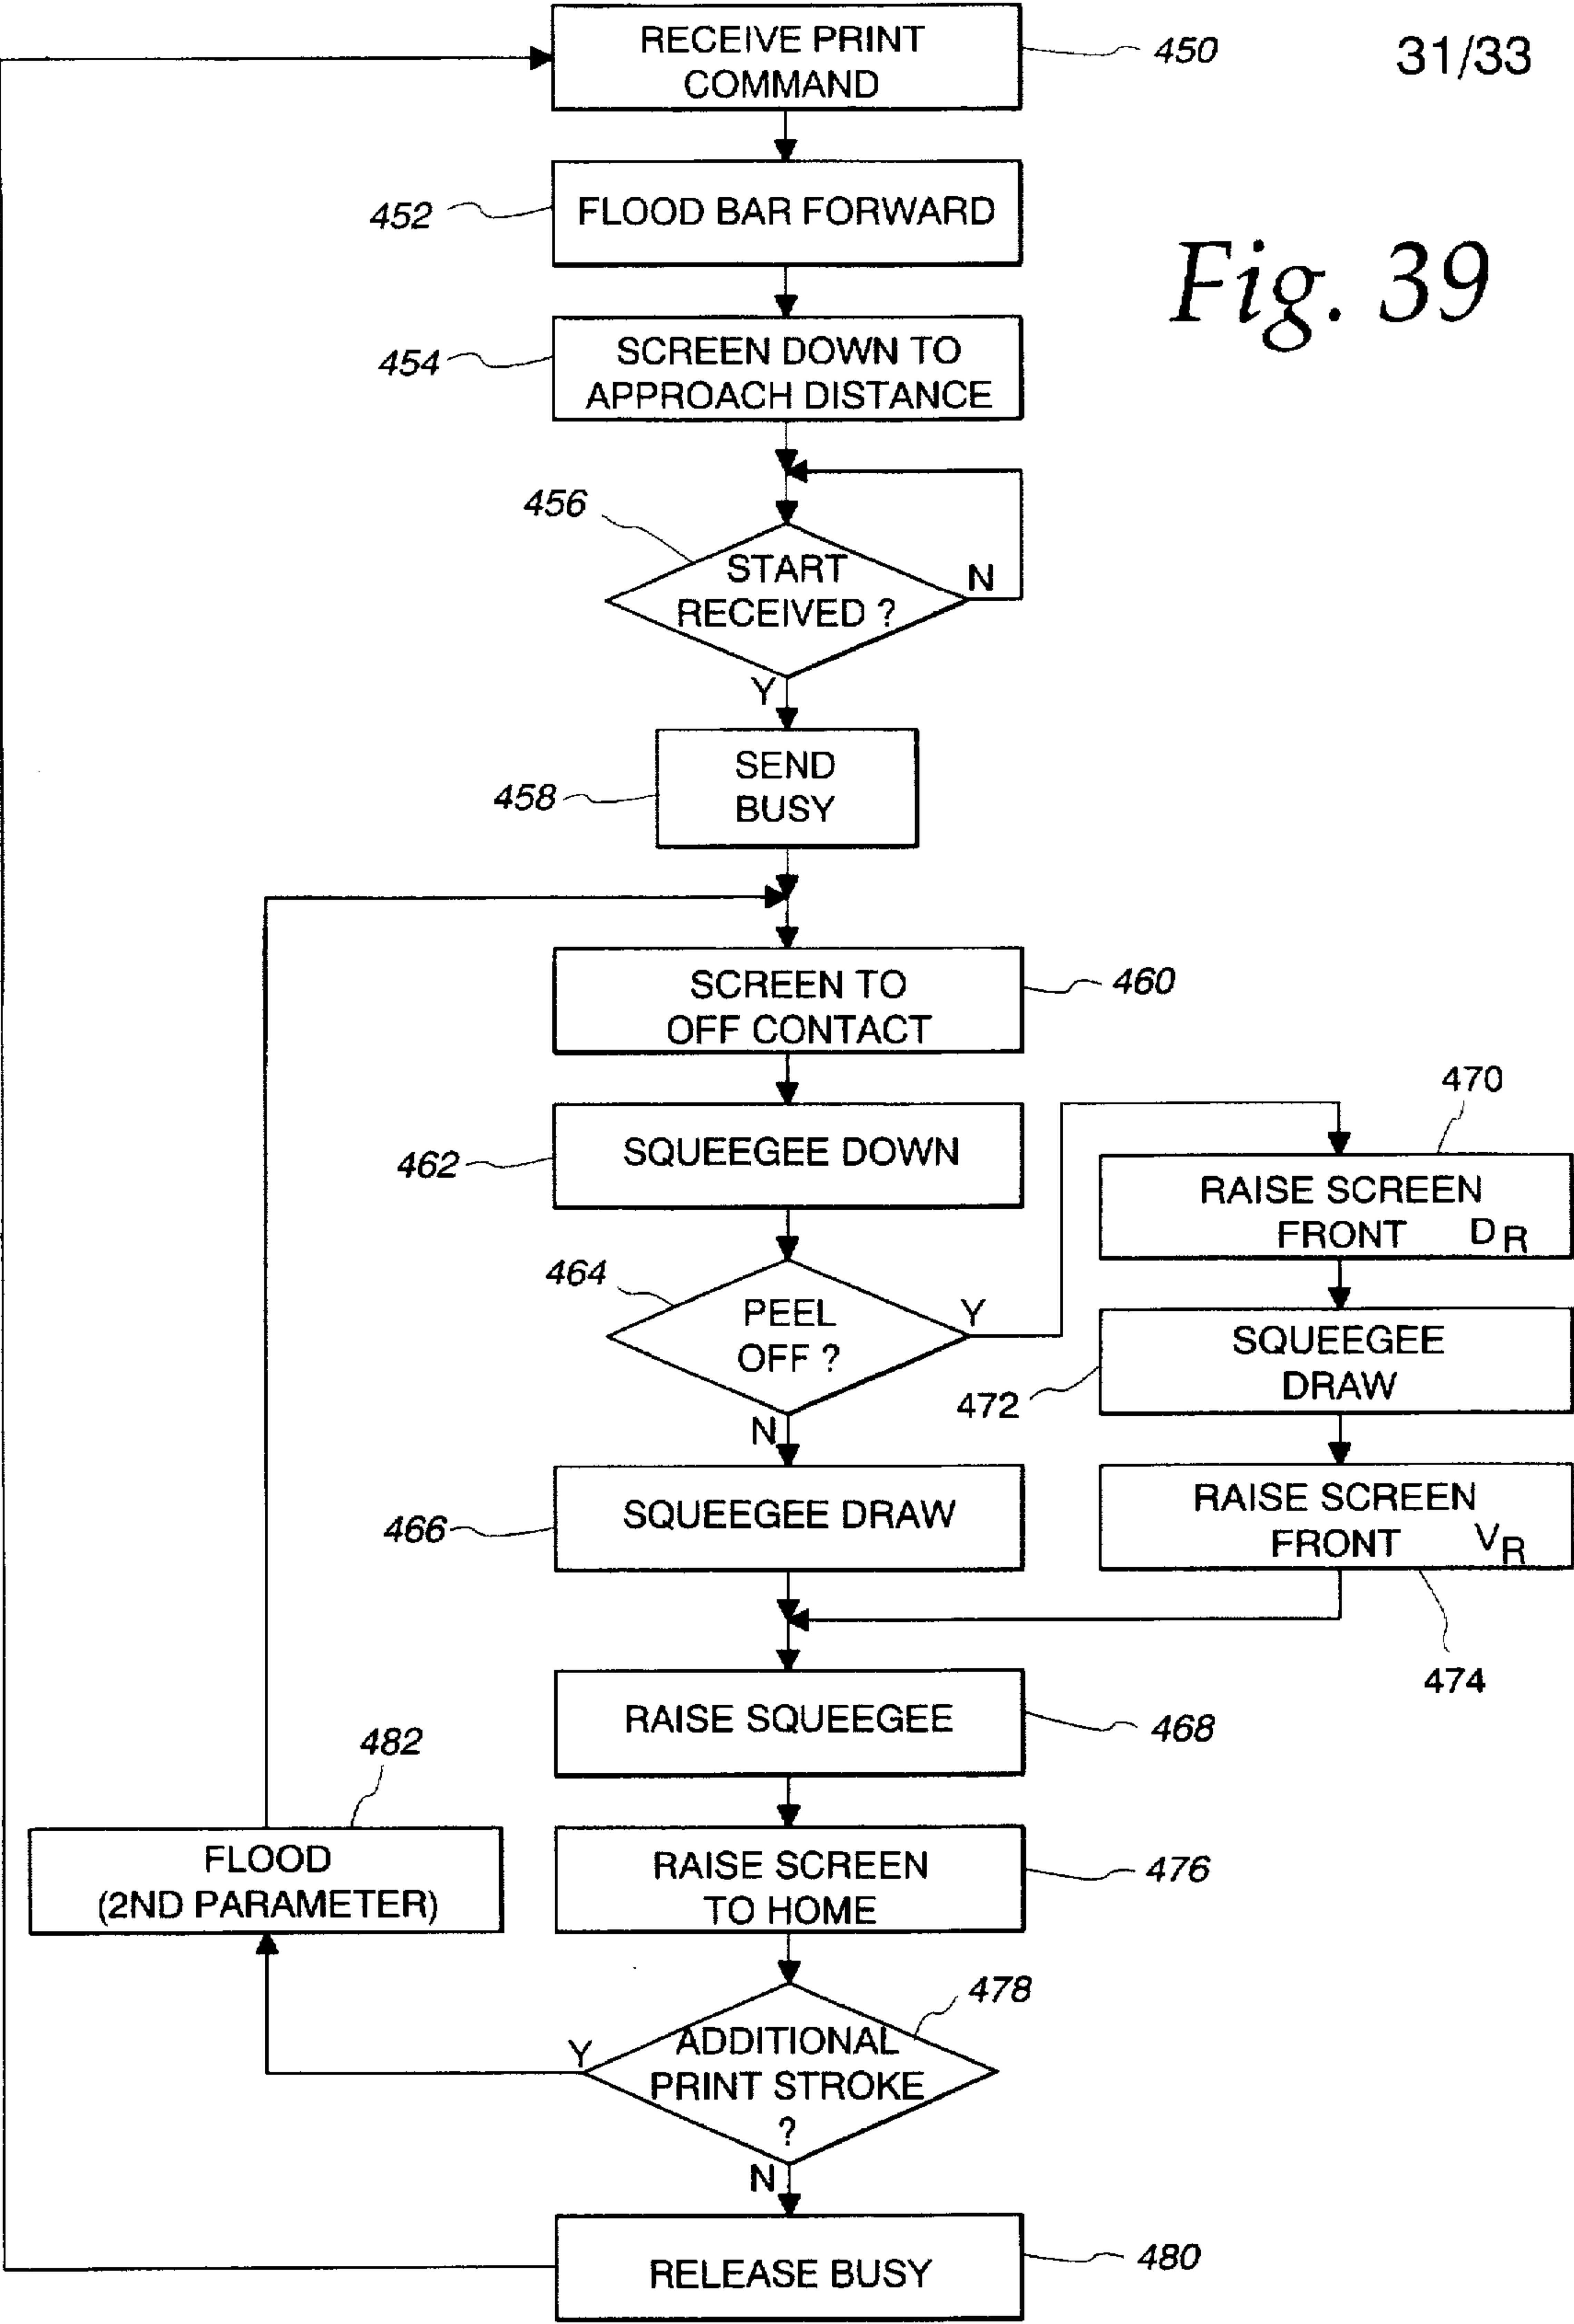 RECEIVE PRINT
COMMAND
450
31/33
452
FLOOD BAR FORWARD
Fig. 39
454
SCREEN DOWN TO
APPROACH DISTANCE
456
START
RECEIVED ?
N
Y
458
SEND
BUSY
SCREEN TO
OFF CONTACT
460
462
SQUEEGEE DOWN
470
RAISE SCREEN
FRONT DR
464
PEEL
OFF ?
Y
N
472
SQUEEGEE
DRAW
466
SQUEEGEE DRAW
RAISE SCREEN
FRONT VR
474
RAISE SQUEEGEE
468
482
FLOOD
(2ND PARAMETER)
RAISE SCREEN
TO HOME
476
478
ADDITIONAL
PRINT STROKE
?
Y
N
RELEASE BUSY
480